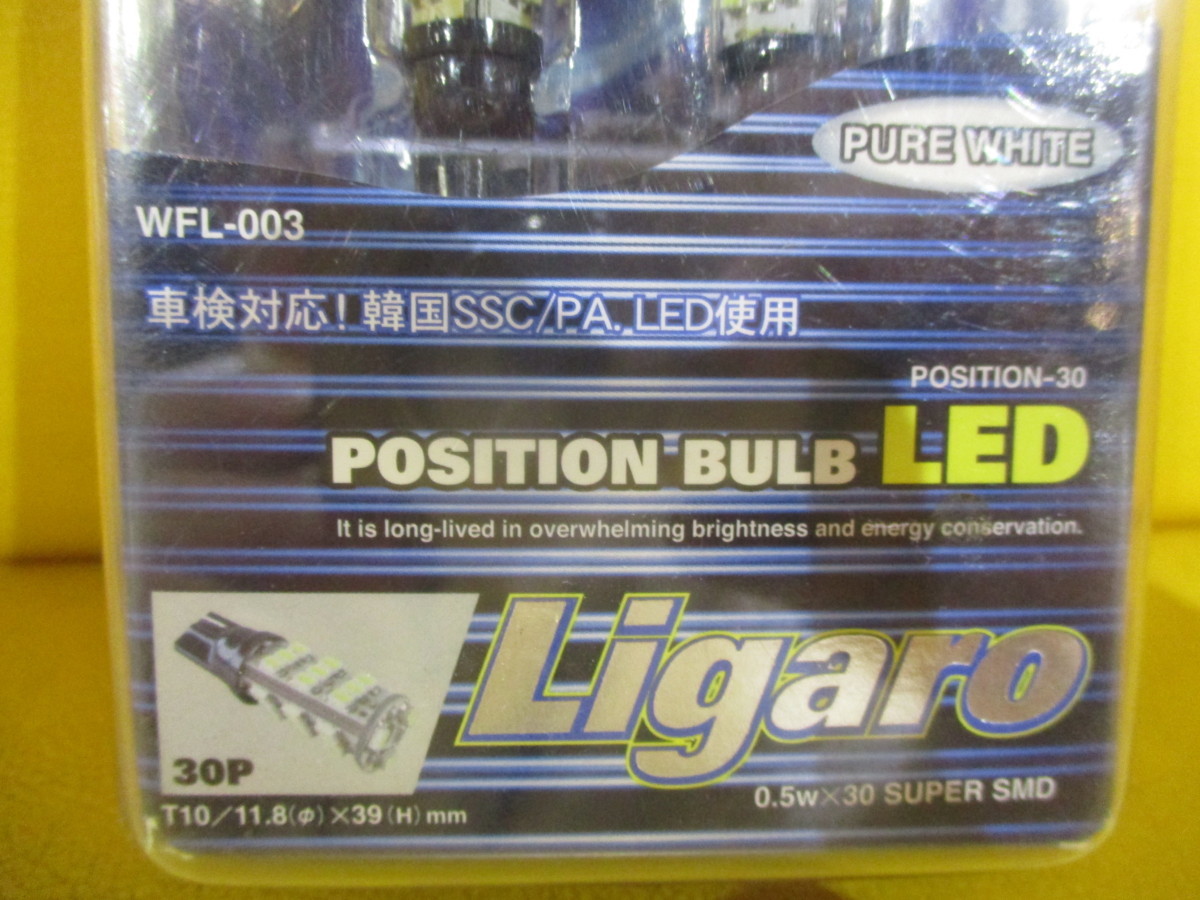 PURE WHITE
WFL-003
車検対応！韓国SSC/PA. LED使用
POSITION-30
POSITION BULB LED
It is long-lived in overwhelming brightness and energy conservation.
Ligaro
30P
0.5w×30 SUPER SMD
T10／11.8(φ)×39(H)mm